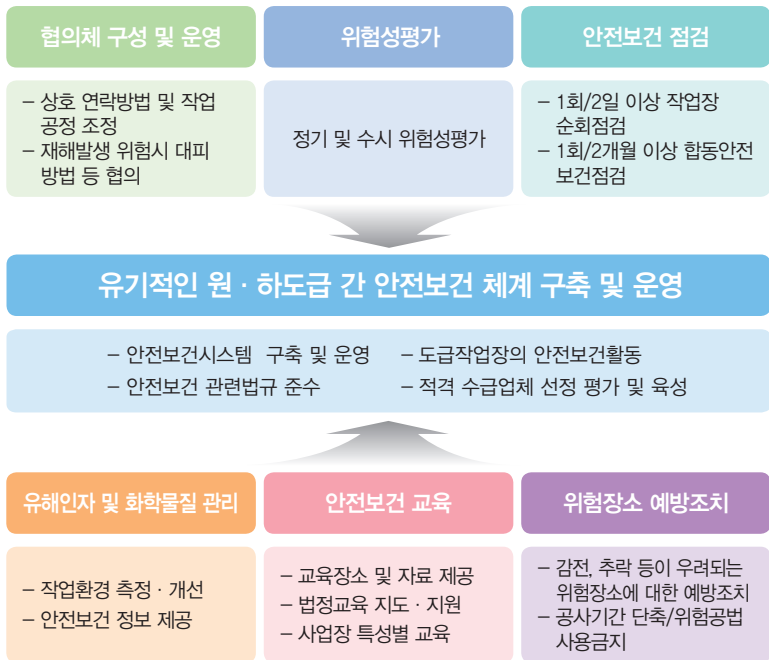 협의체 구성 및 운영
위험성평가
안전보건 점검
– 상호 연락방법 및 작업
공정 조정
– 재해발생 위험시 대피
방법 등 협의
정기 및 수시 위험성평가
– 1회/2일 이상 작업장
순회점검
– 1회/2개월 이상 합동안전
보건점검
유기적인 원 · 하도급 간 안전보건 체계 구축 및 운영
– 안전보건시스템 구축 및 운영
– 도급작업장의 안전보건활동
– 안전보건 관련법규 준수
– 적격 수급업체 선정 평가 및 육성
유해인자 및 화학물질 관리
안전보건 교육
위험장소 예방조치
– 작업환경 측정 · 개선
– 안전보건 정보 제공
– 교육장소 및 자료 제공
– 법정교육 지도 · 지원
– 사업장 특성별 교육
– 감전, 추락 등이 우려되는
위험장소에 대한 예방조치
– 공사기간 단축/위험공법
사용금지